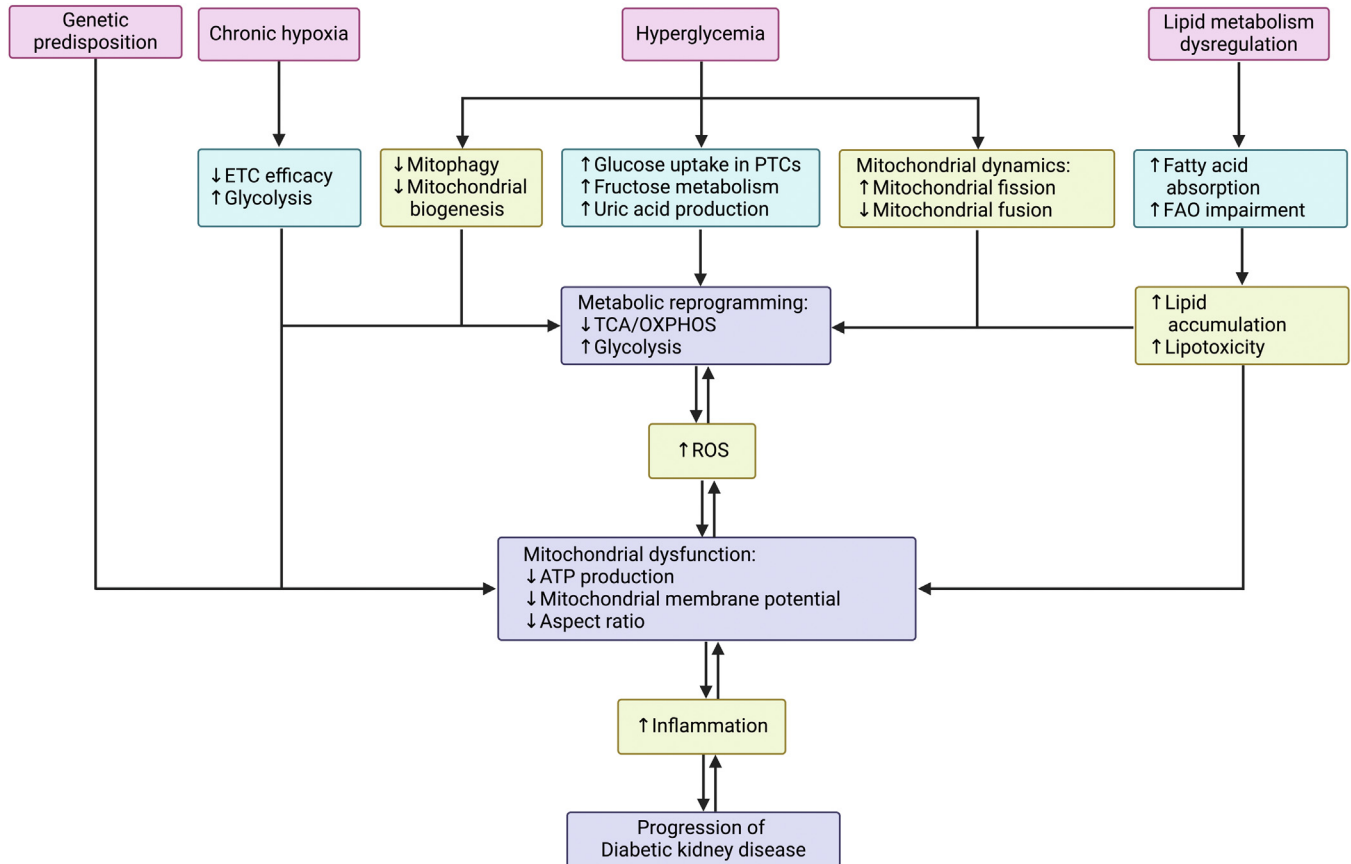 Genetic
predisposition
Chronic hypoxia
Hyperglycemia
Lipid metabolism
dysregulation
↓ETC efficacy
↑Glycolysis
↓Mitophagy
↓Mitochondrial
biogenesis
↑Glucose uptake in PTCs
↑Fructose metabolism
↑Uric acid production
Mitochondrial dynamics:
↑Mitochondrial fission
↓Mitochondrial fusion
↑Fatty acid
absorption
↑FAO impairment
Metabolic reprogramming:
↓TCA/OXPHOS
↑Glycolysis
↑Lipid
accumulation
↑Lipotoxicity
↑ROS
Mitochondrial dysfunction:
↓ATP production
↓Mitochondrial membrane potential
↓Aspect ratio
↑Inflammation
Progression of
Diabetic kidney disease